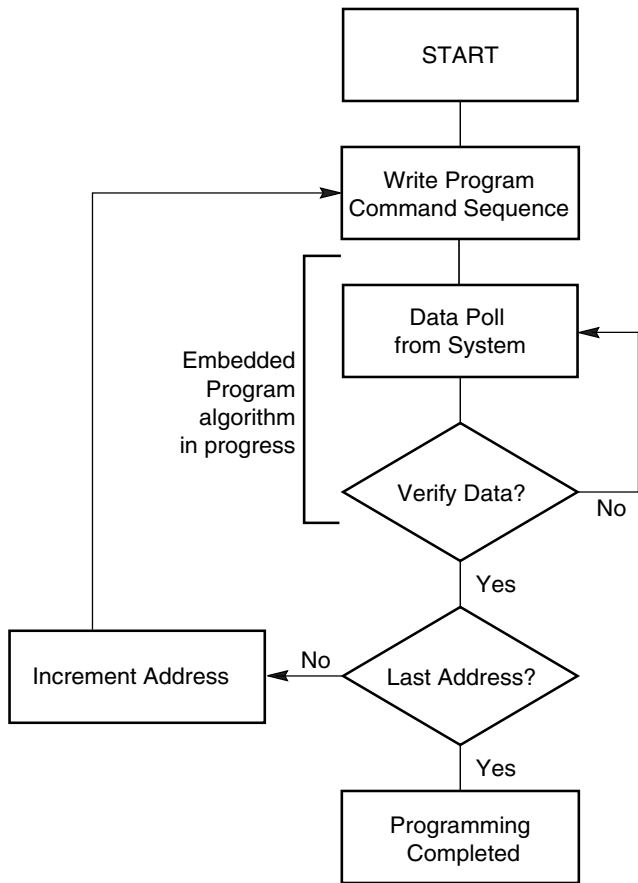 START
Write Program
Command Sequence
Data Poll
from System
Embedded
Program
algorithm
in progress
Verify Data?
No
Yes
No
Increment Address
Last Address?
Yes
Programming
Completed